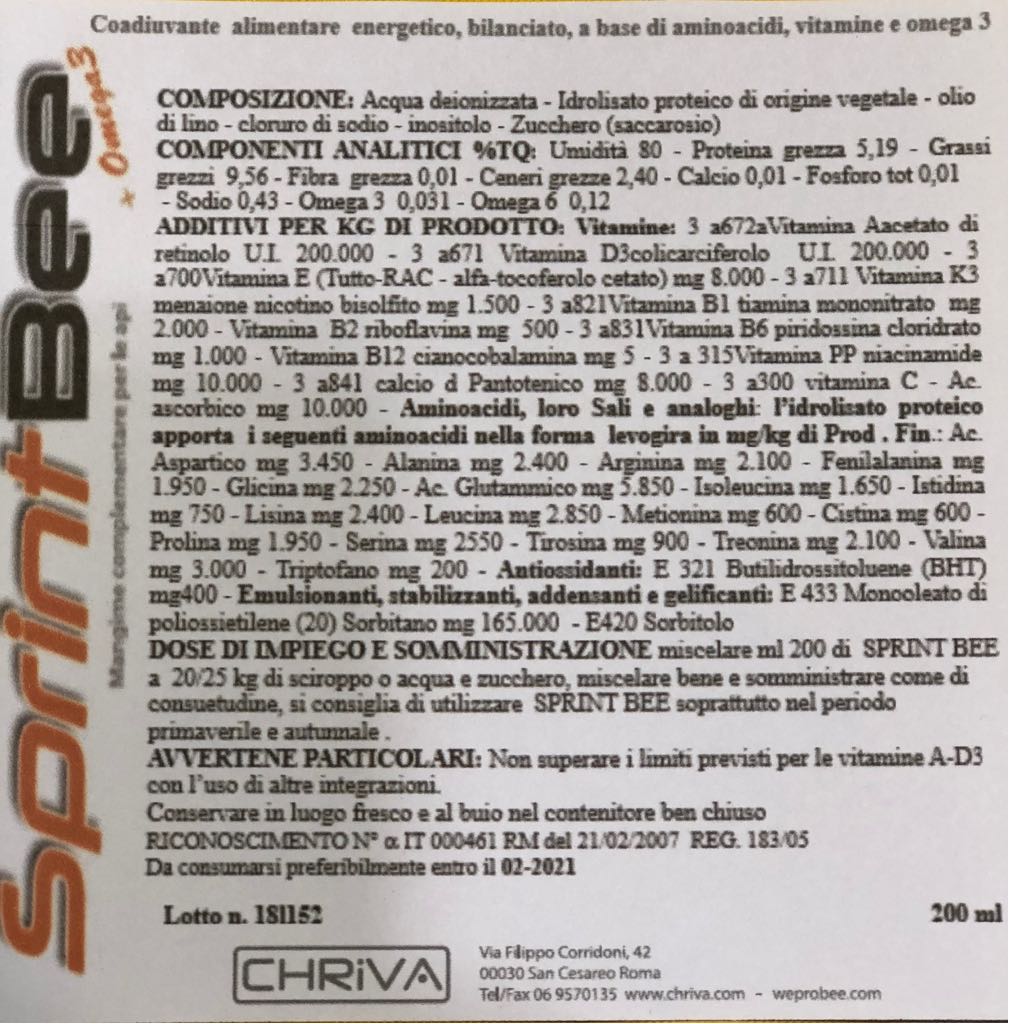 Coadiuvante alimentare energetico, bilanciato, a base di aminoacidi, vitamine e omega 3
SprintBee
+ Omega3
Margime complementare per le api
COMPOSIZIONE: Acqua deionizzata - Idrolisato proteico di origine vegetale - olio
di lino - cloruro di sodio - inositolo - Zucchero (saccarosio)
COMPONENTI ANALITICI %TQ: Umidità 80 - Proteina grezza 5,19 - Grassi
grezzi 9,56 - Fibra grezza 0,01 - Ceneri grezze 2,40 - Calcio 0,01 - Fosforo tot 0,01
- Sodio 0,43 - Omega 3 0,031 - Omega 6 0,12
ADDITIVI PER KG DI PRODOTTO: Vitamine: 3 a672aVitamina Aacetato di
retinolo U.I. 200.000 - 3 a671 Vitamina D3colicarciferolo U.I. 200.000 - 3
a700Vitamina E (Tutto-RAC - alfa-tocoferolo cetato) mg 8.000 - 3 a711 Vitamina K3
menaione nicotino bisolfito mg 1.500 - 3 a821Vitamina B1 tiamina mononitrato mg
2.000 - Vitamina B2 riboflavina mg 500 - 3 a831Vitamina B6 piridossina cloridrato
mg 1.000 - Vitamina B12 cianocobalamina mg 5 - 3 a 315Vitamina PP niacinamide
mg 10.000 - 3 a841 calcio d Pantotenico mg 8.000 - 3 a300 vitamina C - Ac.
ascorbico mg 10.000 - Aminoacidi, loro Sali e analoghi: l'idrolisato proteico
apporta i seguenti aminoacidi nella forma levogira in mg/kg di Prod . Fin.: Ac.
Aspartico mg 3.450 - Alanina mg 2.400 - Arginina mg 2.100 - Fenilalanina mg
1.950 - Glicina mg 2.250 - Ac. Glutammico mg 5.850 - Isoleucina mg 1.650 - Istidina
mg 750 - Lisina mg 2.400 - Leucina mg 2.850 - Metionina mg 600 - Cistina mg 600 -
Prolina mg 1.950 - Serina mg 2550 - Tirosina mg 900 - Treonina mg 2.100 - Valina
mg 3.000 - Triptofano mg 200 - Antiossidanti: E 321 Butilidrossitoluene (BHT)
mg400 - Emulsionanti, stabilizzanti, addensanti e gelificanti: E 433 Monooleato di
poliossietilene (20) Sorbitano mg 165.000 - E420 Sorbitolo
DOSE DI IMPIEGO E SOMMINISTRAZIONE miscelare ml 200 di SPRINT BEE
a 20/25 kg di sciroppo o acqua e zucchero, miscelare bene e somministrare come di
consuetudine, si consiglia di utilizzare SPRINT BEE soprattutto nel periodo
primaverile e autunnale .
AVVERTENE PARTICOLARI: Non superare i limiti previsti per le vitamine A-D3
con l'uso di altre integrazioni.
Conservare in luogo fresco e al buio nel contenitore ben chiuso
RICONOSCIMENTO N° α IT 000461 RM del 21/02/2007 REG. 183/05
Da consumarsi preferibilmente entro il 02-2021
Lotto n. 181152
200 ml
CHRiVA
Via Filippo Corridoni, 42
00030 San Cesareo Roma
Tel/Fax 06 9570135 www.chriva.com - weprobee.com